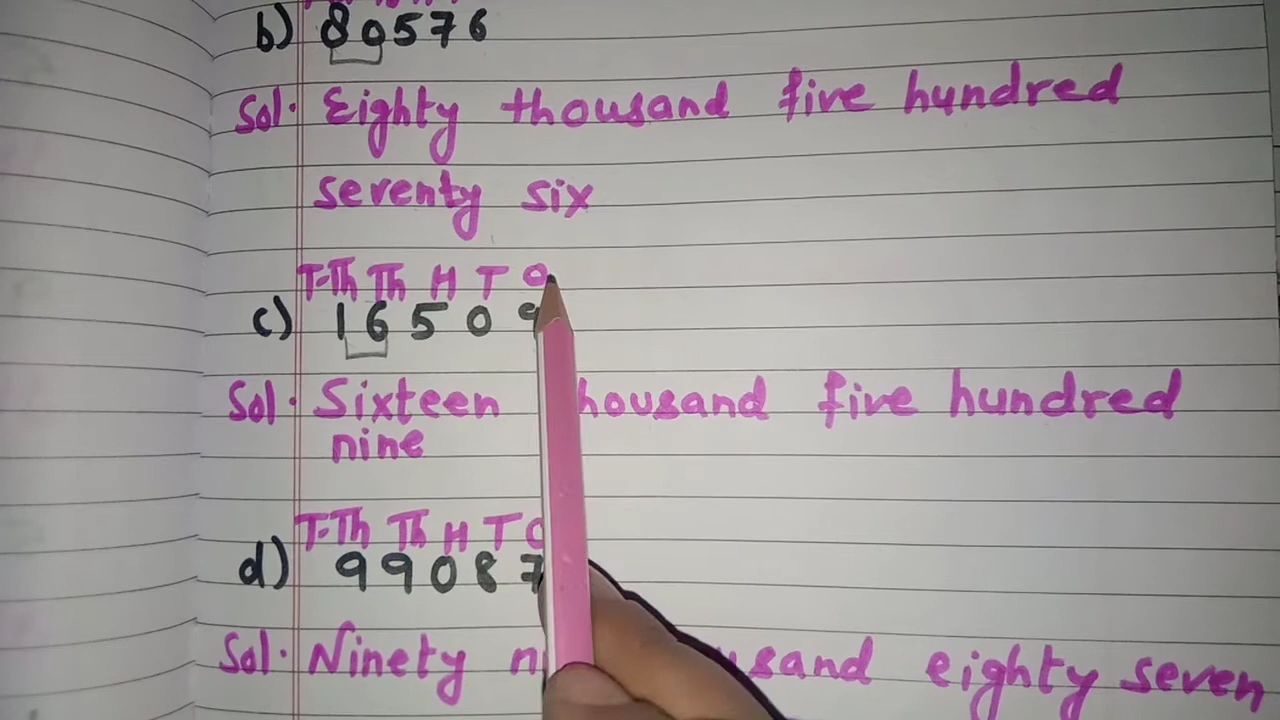 b) 80576
Sol. Eighty thousand five hundred
seventy six
T-Th Th H T O
c) 1650
Sol. Sixteen housand five hundred
nine
T-Th Th H T
d) 99087
Sol. Ninety eighty seven